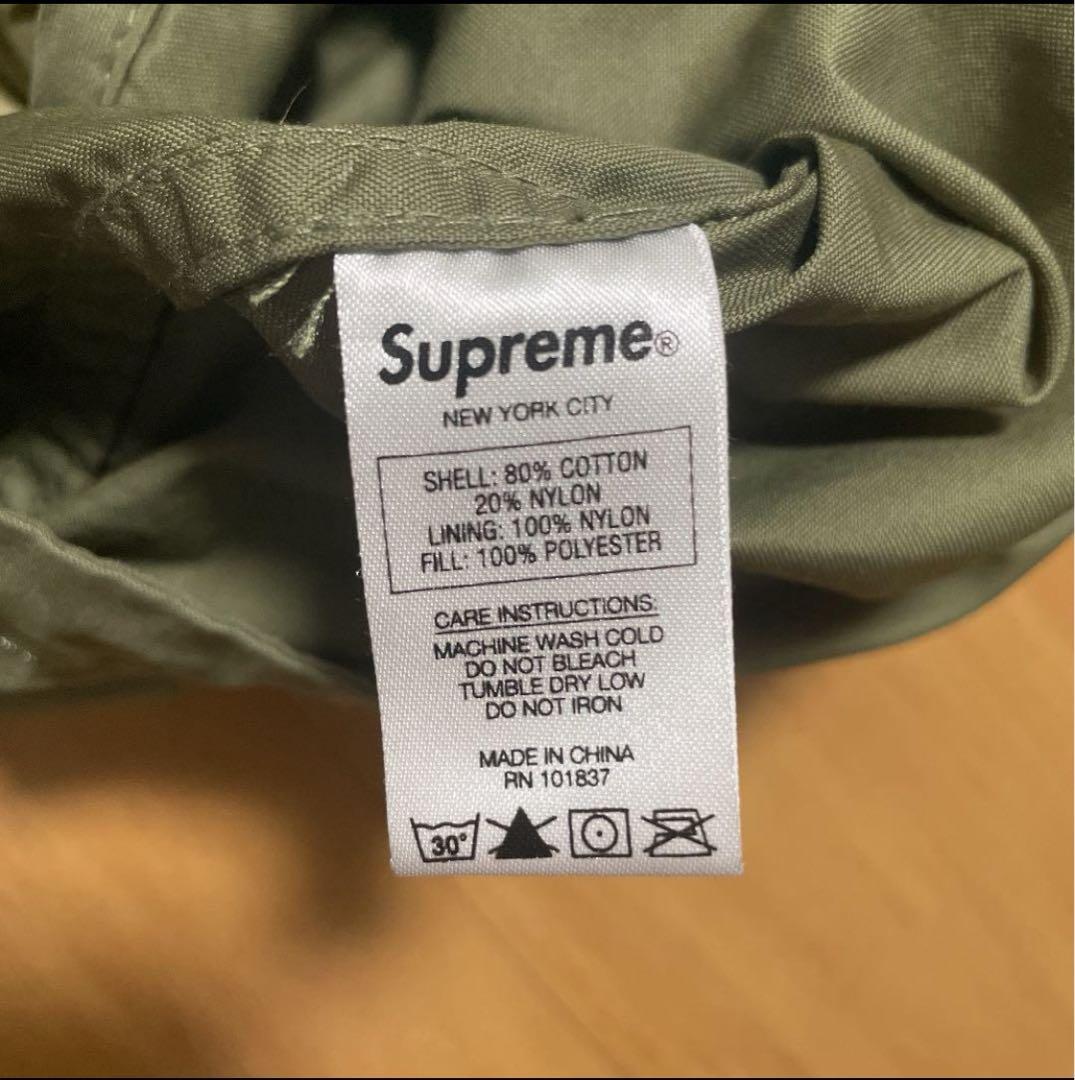 Supreme®
NEW YORK CITY
SHELL: 80% COTTON
20% NYLON
LINING: 100% NYLON
FILL: 100% POLYESTER
CARE INSTRUCTIONS:
MACHINE WASH COLD
DO NOT BLEACH
TUMBLE DRY LOW
DO NOT IRON
MADE IN CHINA
RN 101837
30°